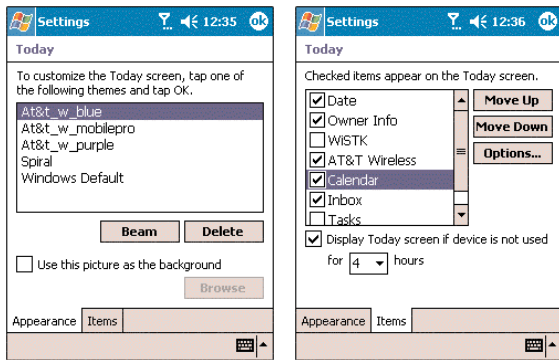 Settings 12:35 ok
Today
To customize the Today screen, tap one of
the following themes and tap OK.
At&t_w_blue
At&t_w_mobilepro
At&t_w_purple
Spiral
Windows Default
Beam Delete
Use this picture as the background
Browse
Appearance Items
Settings 12:36 ok
Today
Checked items appear on the Today screen.
Date
Owner Info
WiSTK
AT&T Wireless
Calendar
Inbox
Tasks
Move Up
Move Down
Options...
Display Today screen if device is not used
for 4 hours
Appearance Items